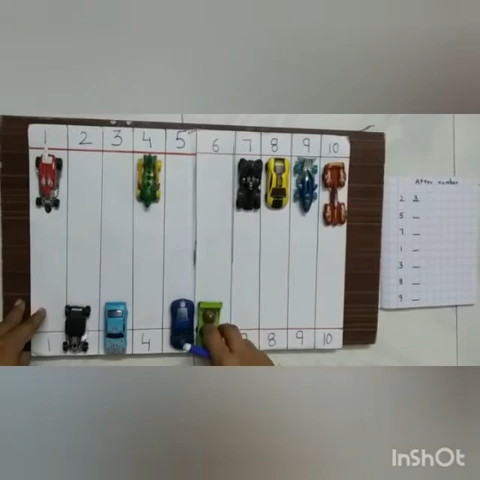 1 2 3 4 5 6 7 8 9 10
After number
2 3
5 _
7 _
1 _
3 _
8 _
9 _
1 4 7 8 9 10
InShOt